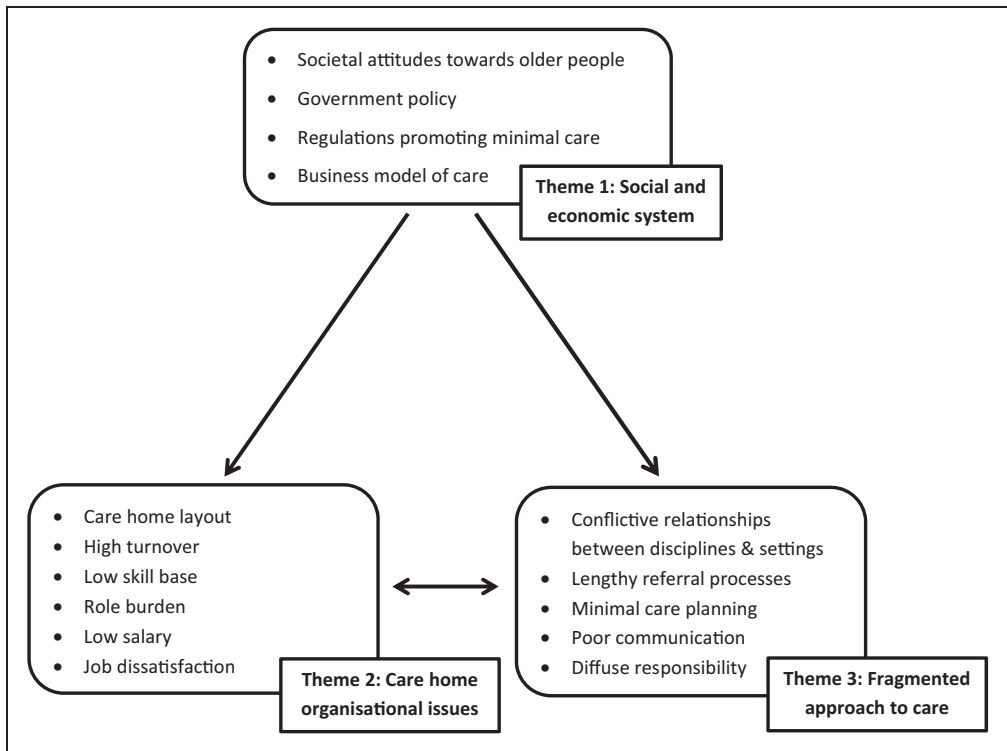 • Societal attitudes towards older people
• Government policy
• Regulations promoting minimal care
• Business model of care
Theme 1: Social and
economic system
• Care home layout
• High turnover
• Low skill base
• Role burden
• Low salary
• Job dissatisfaction
Theme 2: Care home
organisational issues
• Conflictive relationships
between disciplines & settings
• Lengthy referral processes
• Minimal care planning
• Poor communication
• Diffuse responsibility
Theme 3: Fragmented
approach to care